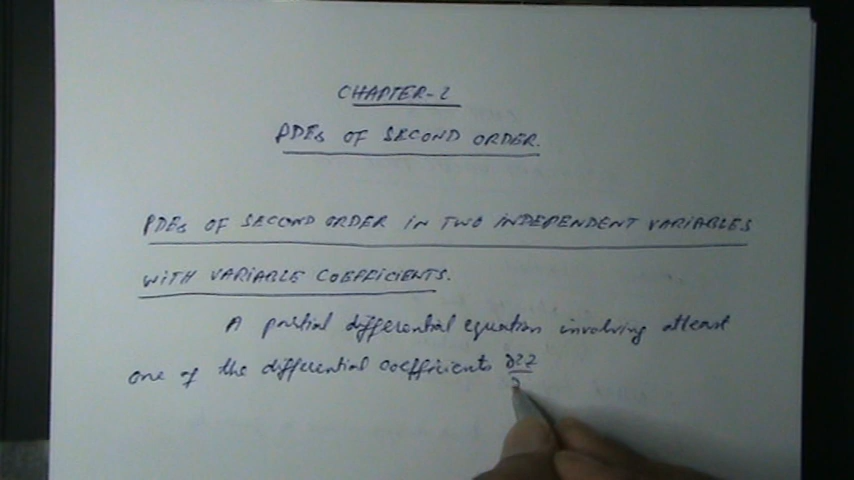 CHAPTER-2
PDEs OF SECOND ORDER.
PDEs OF SECOND ORDER IN TWO INDEPENDENT VARIABLES
WITH VARIABLE COEFFICIENTS.
A partial differential equation involving atleast
one of the differential coefficients ∂²z/∂